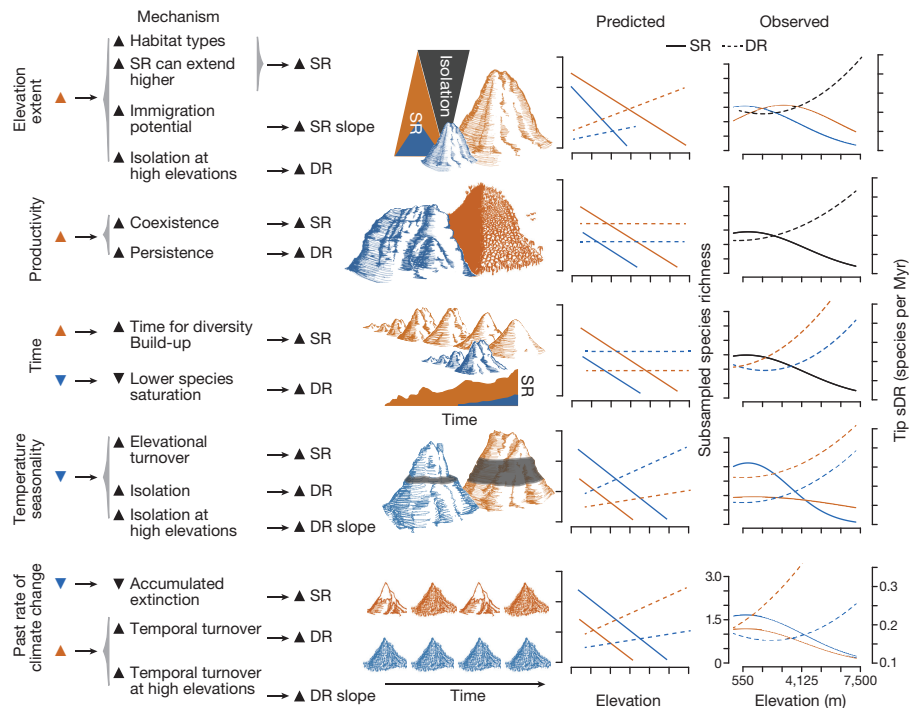 Mechanism
Predicted
Observed
SR
DR
Elevation
extent
Habitat types
SR can extend
higher
SR
Immigration
potential
SR slope
Isolation at
high elevations
DR
Isolation
SR
Productivity
Coexistence
SR
Persistence
DR
Time
Time for diversity
Build-up
SR
Lower species
saturation
DR
SR
Time
Temperature
seasonality
Elevational
turnover
SR
Isolation
DR
Isolation at
high elevations
DR slope
Past rate of
climate change
Accumulated
extinction
SR
Temporal turnover
DR
Temporal turnover
at high elevations
DR slope
Time
Elevation
Subsampled species richness
Tip sDR (species per Myr)
3.0
1.5
0
0.3
0.2
0.1
550
4,125
7,500
Elevation (m)